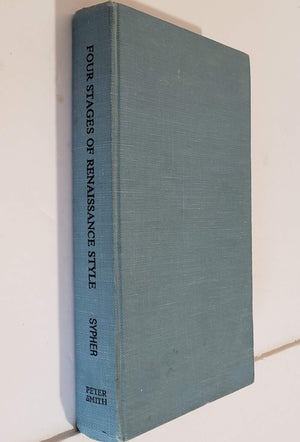 FOUR STAGES OF RENAISSANCE STYLE
SYPHER
PETER
SMITH